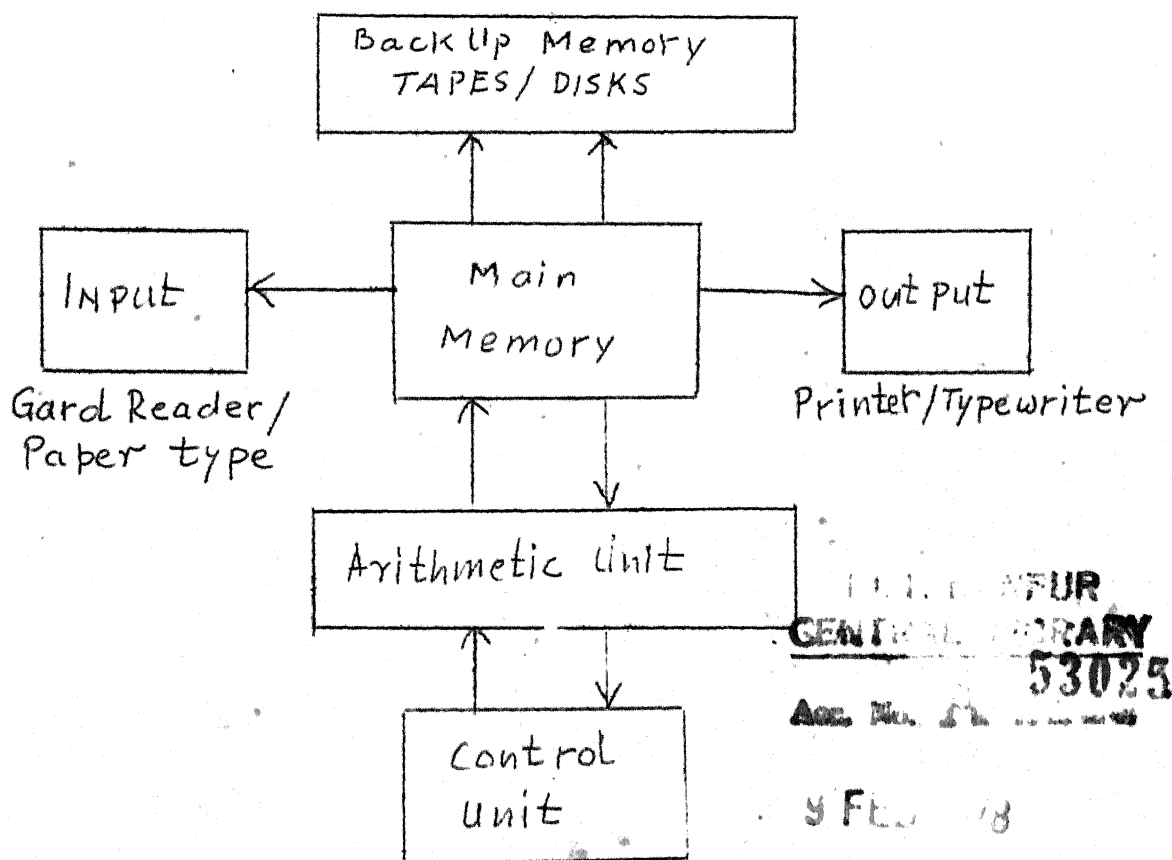 Back Up Memory
TAPES/ DISKS
INPUT
Main
Memory
output
Gard Reader/
Paper type
Printer/Typewriter
Arithmetic Unit
53025
Control
Unit